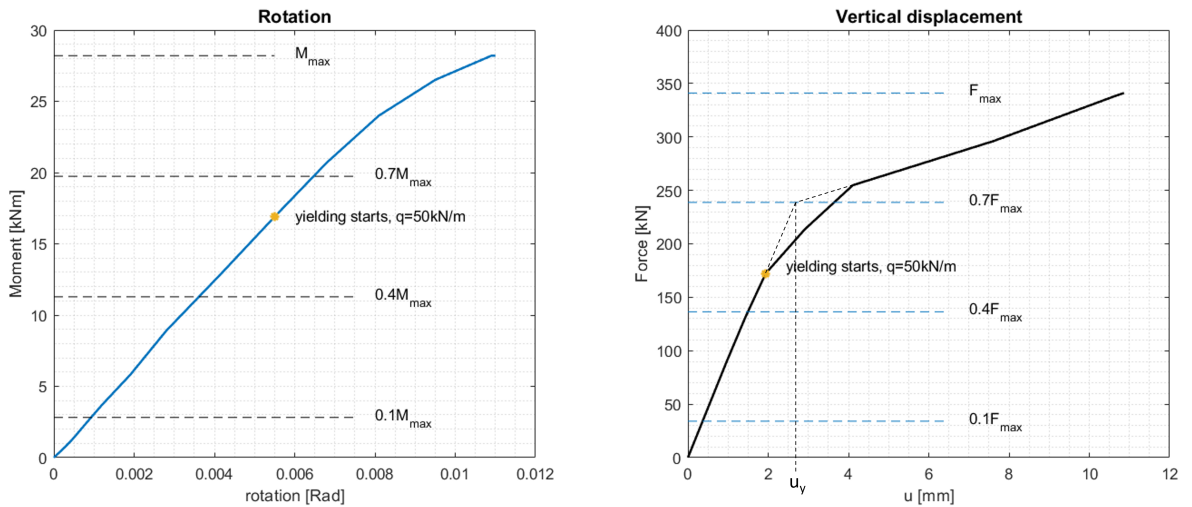 Rotation
30
25
20
15
10
5
0
Moment [kNm]
M_max
0.7M_max
yielding starts, q=50kN/m
0.4M_max
0.1M_max
0 0.002 0.004 0.006 0.008 0.01 0.012
rotation [Rad]
Vertical displacement
400
350
300
250
200
150
100
50
0
Force [kN]
F_max
0.7F_max
yielding starts, q=50kN/m
0.4F_max
0.1F_max
0 2 4 6 8 10 12
u_y
u [mm]